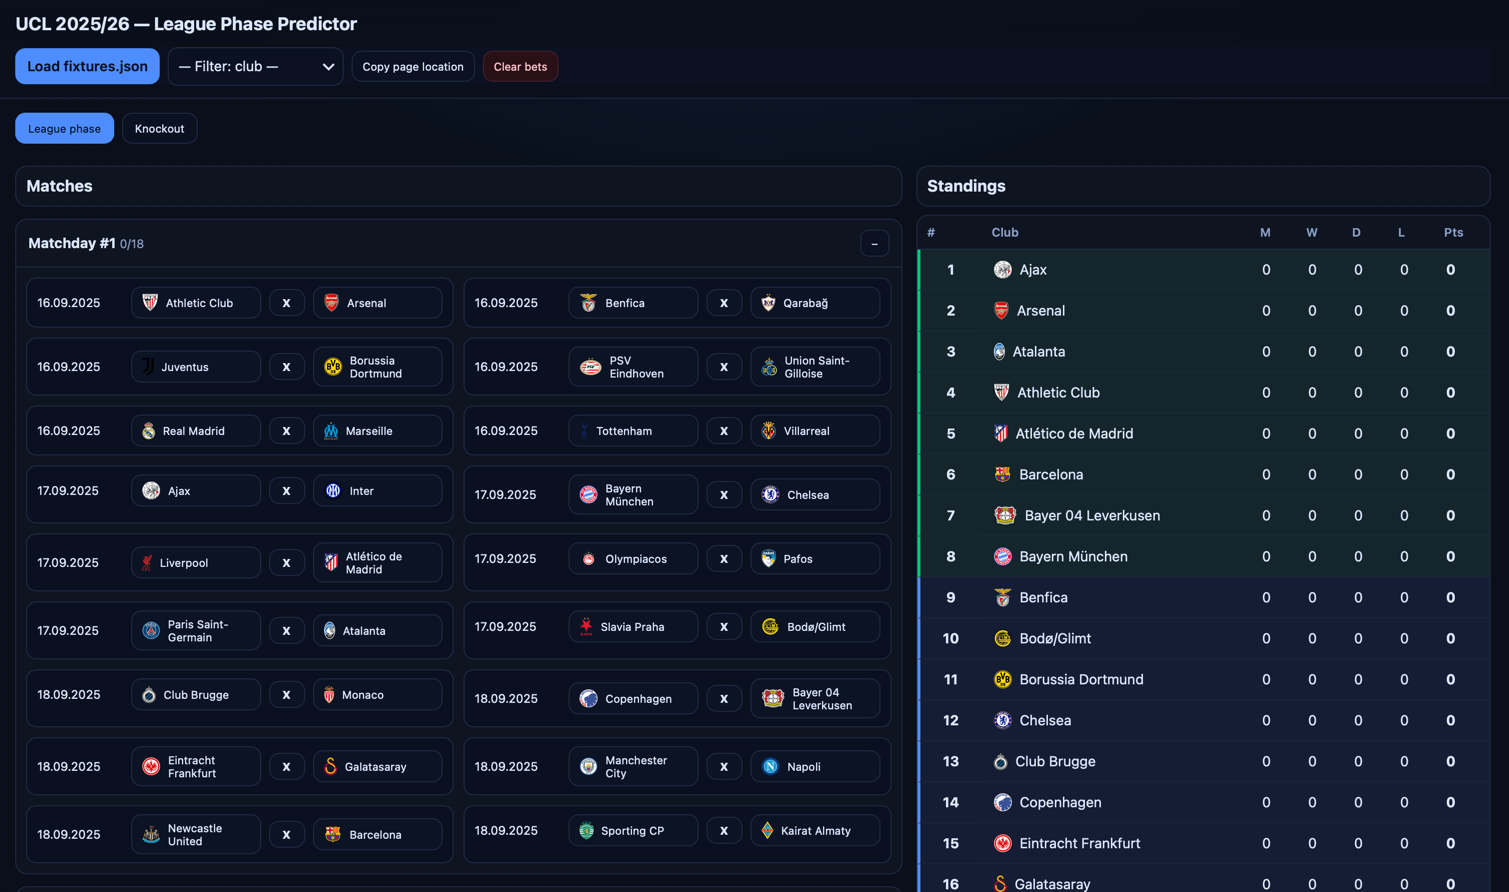 UCL 2025/26 — League Phase Predictor
Load fixtures.json
— Filter: club —
Copy page location
Clear bets
League phase
Knockout
Matches
Matchday #1 0/18
–
16.09.2025 Athletic Club X Arsenal
16.09.2025 Benfica X Qarabağ
16.09.2025 Juventus X Borussia
Dortmund
16.09.2025 PSV
Eindhoven X Union Saint-
Gilloise
16.09.2025 Real Madrid X Marseille
16.09.2025 Tottenham X Villarreal
17.09.2025 Ajax X Inter
17.09.2025 Bayern
München X Chelsea
17.09.2025 Liverpool X Atlético de
Madrid
17.09.2025 Olympiacos X Pafos
17.09.2025 Paris Saint-
Germain X Atalanta
17.09.2025 Slavia Praha X Bodø/Glimt
18.09.2025 Club Brugge X Monaco
18.09.2025 Copenhagen X Bayer 04
Leverkusen
18.09.2025 Eintracht
Frankfurt X Galatasaray
18.09.2025 Manchester
City X Napoli
18.09.2025 Newcastle
United X Barcelona
18.09.2025 Sporting CP X Kairat Almaty
Standings
# Club M W D L Pts
1 Ajax 0 0 0 0 0
2 Arsenal 0 0 0 0 0
3 Atalanta 0 0 0 0 0
4 Athletic Club 0 0 0 0 0
5 Atlético de Madrid 0 0 0 0 0
6 Barcelona 0 0 0 0 0
7 Bayer 04 Leverkusen 0 0 0 0 0
8 Bayern München 0 0 0 0 0
9 Benfica 0 0 0 0 0
10 Bodø/Glimt 0 0 0 0 0
11 Borussia Dortmund 0 0 0 0 0
12 Chelsea 0 0 0 0 0
13 Club Brugge 0 0 0 0 0
14 Copenhagen 0 0 0 0 0
15 Eintracht Frankfurt 0 0 0 0 0
16 Galatasaray 0 0 0 0 0